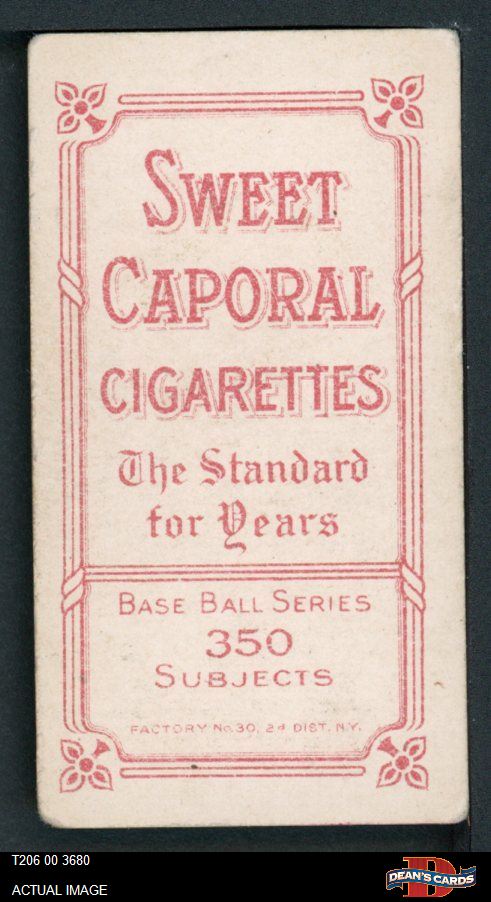 SWEET
CAPORAL
CIGARETTES
The Standard
for Years
BASE BALL SERIES
350
SUBJECTS
FACTORY No. 30, 2d DIST. N.Y.
T206 00 3680
ACTUAL IMAGE
D
DEAN'S CARDS